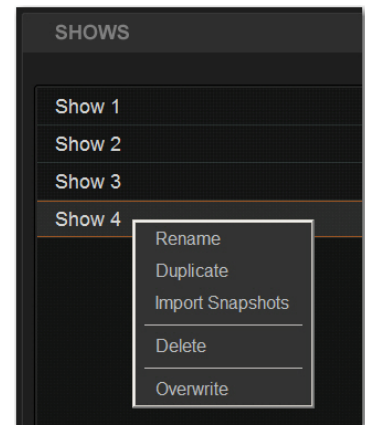 SHOWS
Show 1
Show 2
Show 3
Show 4
Rename
Duplicate
Import Snapshots
Delete
Overwrite